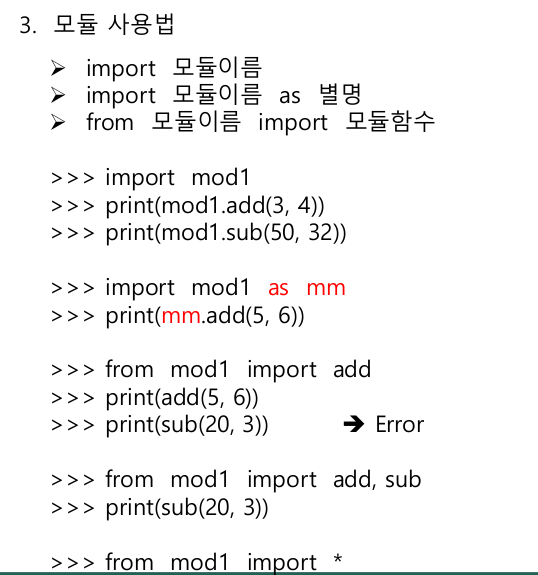 3. 모듈 사용법
➢ import 모듈이름
➢ import 모듈이름 as 별명
➢ from 모듈이름 import 모듈함수
>>> import mod1
>>> print(mod1.add(3, 4))
>>> print(mod1.sub(50, 32))
>>> import mod1 as mm
>>> print(mm.add(5, 6))
>>> from mod1 import add
>>> print(add(5, 6))
>>> print(sub(20, 3)) ➔ Error
>>> from mod1 import add, sub
>>> print(sub(20, 3))
>>> from mod1 import *